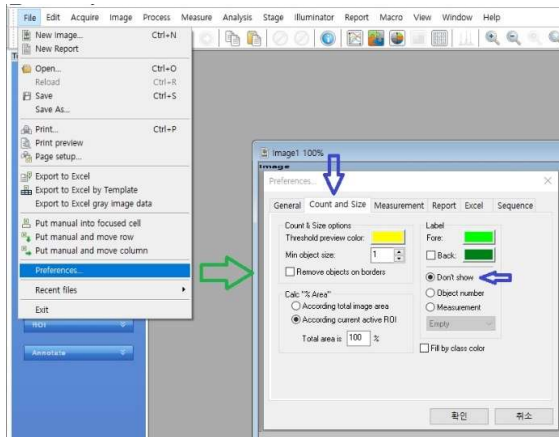 File Edit Acquire Image Process Measure Analysis Stage Illuminator Report Macro View Window Help
New Image... Ctrl+N
New Report
Open... Ctrl+O
Reload Ctrl+R
Save Ctrl+S
Save As...
Print... Ctrl+P
Print preview
Page setup...
Export to Excel
Export to Excel by Template
Export to Excel gray image data
Put manual into focused cell
Put manual and move row
Put manual and move column
Preferences...
Recent files
Exit
ROI
Annotate
Image1 100%
Image
Preferences...
General Count and Size Measurement Report Excel Sequence
Count & Size options
Threshold preview color:
Min object size: 1
Remove objects on borders
Calc "% Area"
According total image area
According current active ROI
Total area is 100 %
Label
Fore:
Back:
Don't show
Object number
Measurement
Empty
Fill by class color
확인 취소